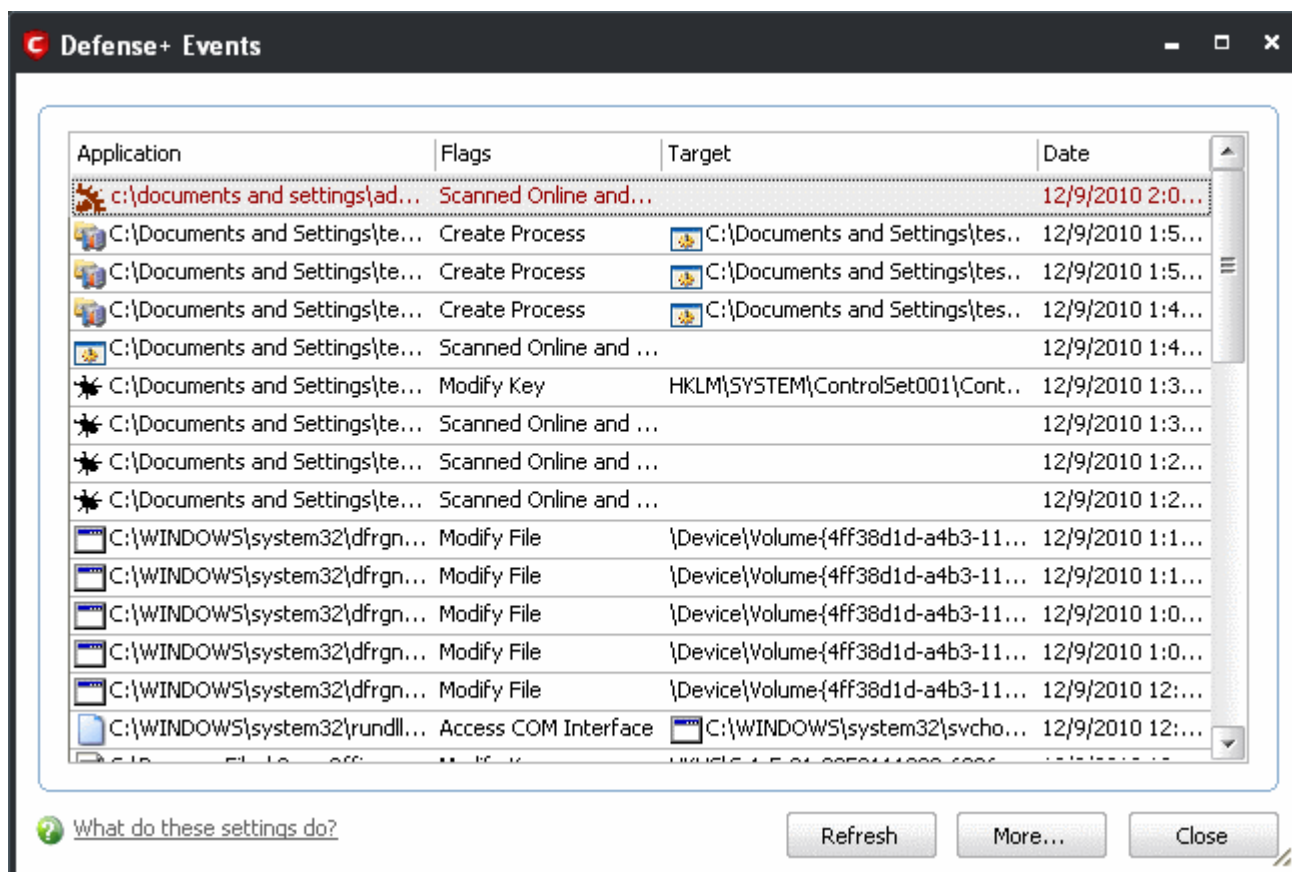 Defense+ Events
Application Flags Target Date
c:\documents and settings\ad... Scanned Online and... 12/9/2010 2:0...
C:\Documents and Settings\te... Create Process C:\Documents and Settings\tes.. 12/9/2010 1:5...
C:\Documents and Settings\te... Create Process C:\Documents and Settings\tes.. 12/9/2010 1:5...
C:\Documents and Settings\te... Create Process C:\Documents and Settings\tes.. 12/9/2010 1:4...
C:\Documents and Settings\te... Scanned Online and ... 12/9/2010 1:4...
C:\Documents and Settings\te... Modify Key HKLM\SYSTEM\ControlSet001\Cont... 12/9/2010 1:3...
C:\Documents and Settings\te... Scanned Online and ... 12/9/2010 1:3...
C:\Documents and Settings\te... Scanned Online and ... 12/9/2010 1:2...
C:\Documents and Settings\te... Scanned Online and ... 12/9/2010 1:2...
C:\WINDOWS\system32\dfrgn... Modify File \Device\Volume{4ff38d1d-a4b3-11... 12/9/2010 1:1...
C:\WINDOWS\system32\dfrgn... Modify File \Device\Volume{4ff38d1d-a4b3-11... 12/9/2010 1:1...
C:\WINDOWS\system32\dfrgn... Modify File \Device\Volume{4ff38d1d-a4b3-11... 12/9/2010 1:0...
C:\WINDOWS\system32\dfrgn... Modify File \Device\Volume{4ff38d1d-a4b3-11... 12/9/2010 1:0...
C:\WINDOWS\system32\dfrgn... Modify File \Device\Volume{4ff38d1d-a4b3-11... 12/9/2010 12:...
C:\WINDOWS\system32\rundll... Access COM Interface C:\WINDOWS\system32\svcho... 12/9/2010 12:...
What do these settings do? Refresh More... Close